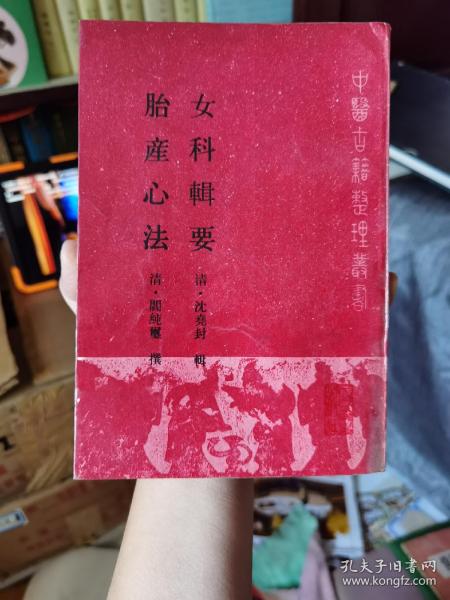 中醫古籍整理叢書
女科輯要
清·沈堯封 輯
胎産心法
清·閻純璽 撰
孔夫子旧书网
www.kongfz.com